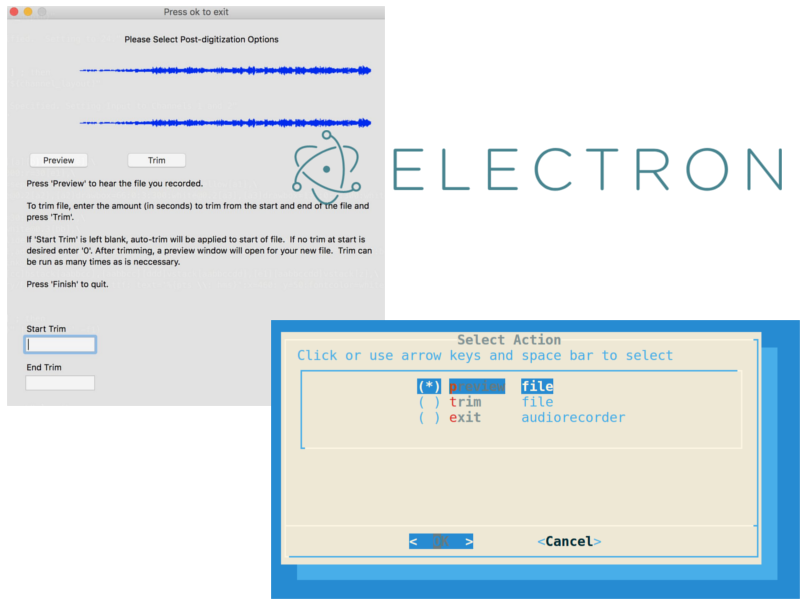 Press ok to exit
Please Select Post-digitization Options
Preview
Trim
Press 'Preview' to hear the file you recorded.
To trim file, enter the amount (in seconds) to trim from the start and end of the file and
press 'Trim'.
If 'Start Trim' is left blank, auto-trim will be applied to start of file. If no trim at start is
desired enter '0'. After trimming, a preview window will open for your new file. Trim can
be run as many times as is neccessary.
Press 'Finish' to quit.
Start Trim
End Trim
ELECTRON
Select Action
Click or use arrow keys and space bar to select
(*) preview file
( ) trim file
( ) exit audiorecorder
< Ok >
<Cancel>